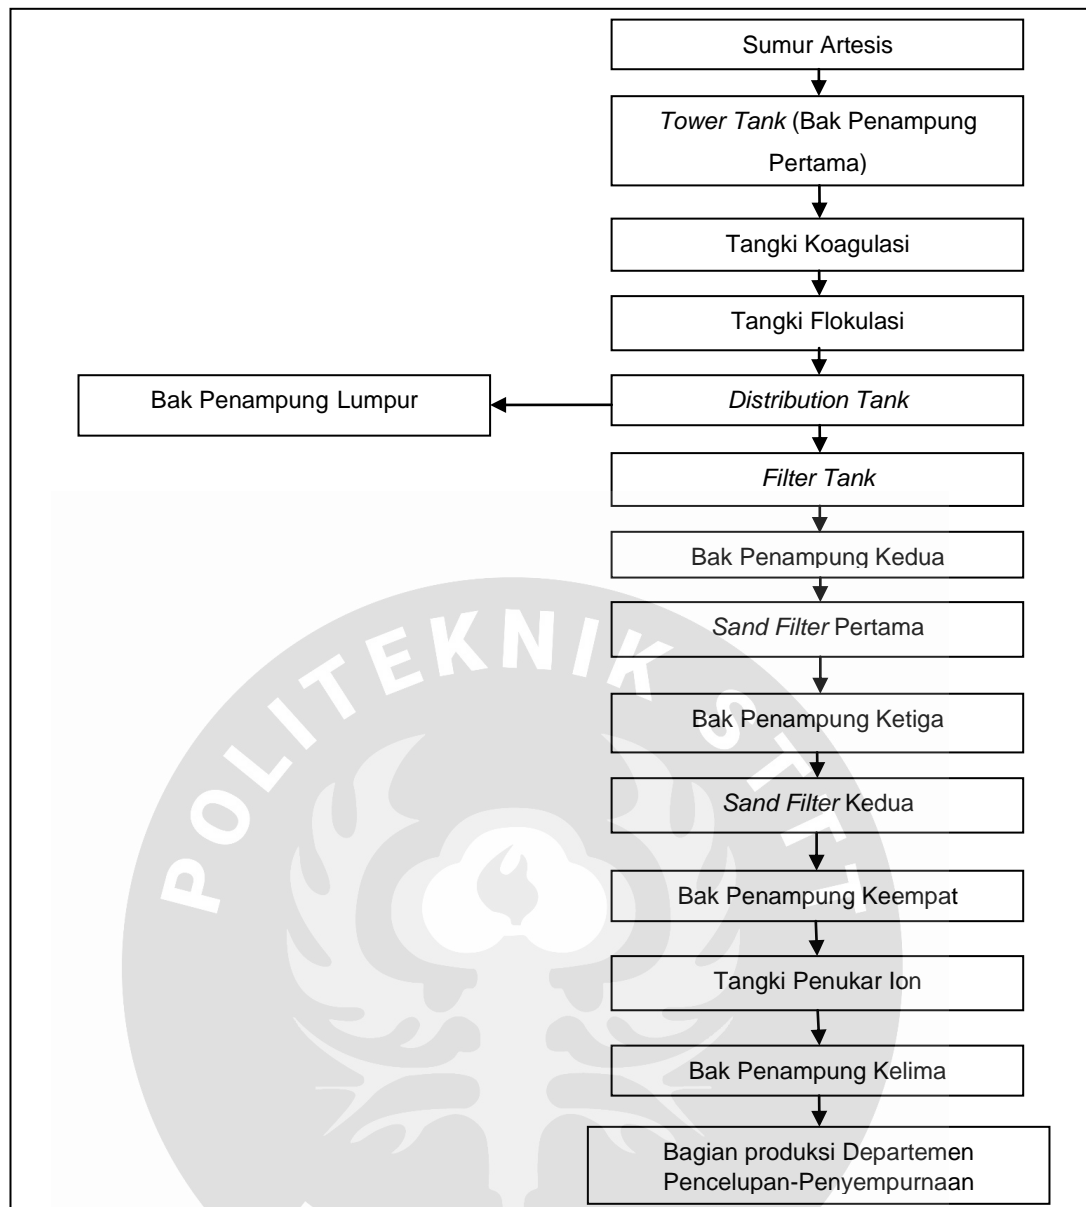 Sumur Artesis
Tower Tank (Bak Penampung
Pertama)
Tangki Koagulasi
Tangki Flokulasi
Bak Penampung Lumpur
Distribution Tank
Filter Tank
Bak Penampung Kedua
Sand Filter Pertama
Bak Penampung Ketiga
Sand Filter Kedua
Bak Penampung Keempat
Tangki Penukar Ion
Bak Penampung Kelima
Bagian produksi Departemen
Pencelupan-Penyempurnaan
POLITEKNIK STTT